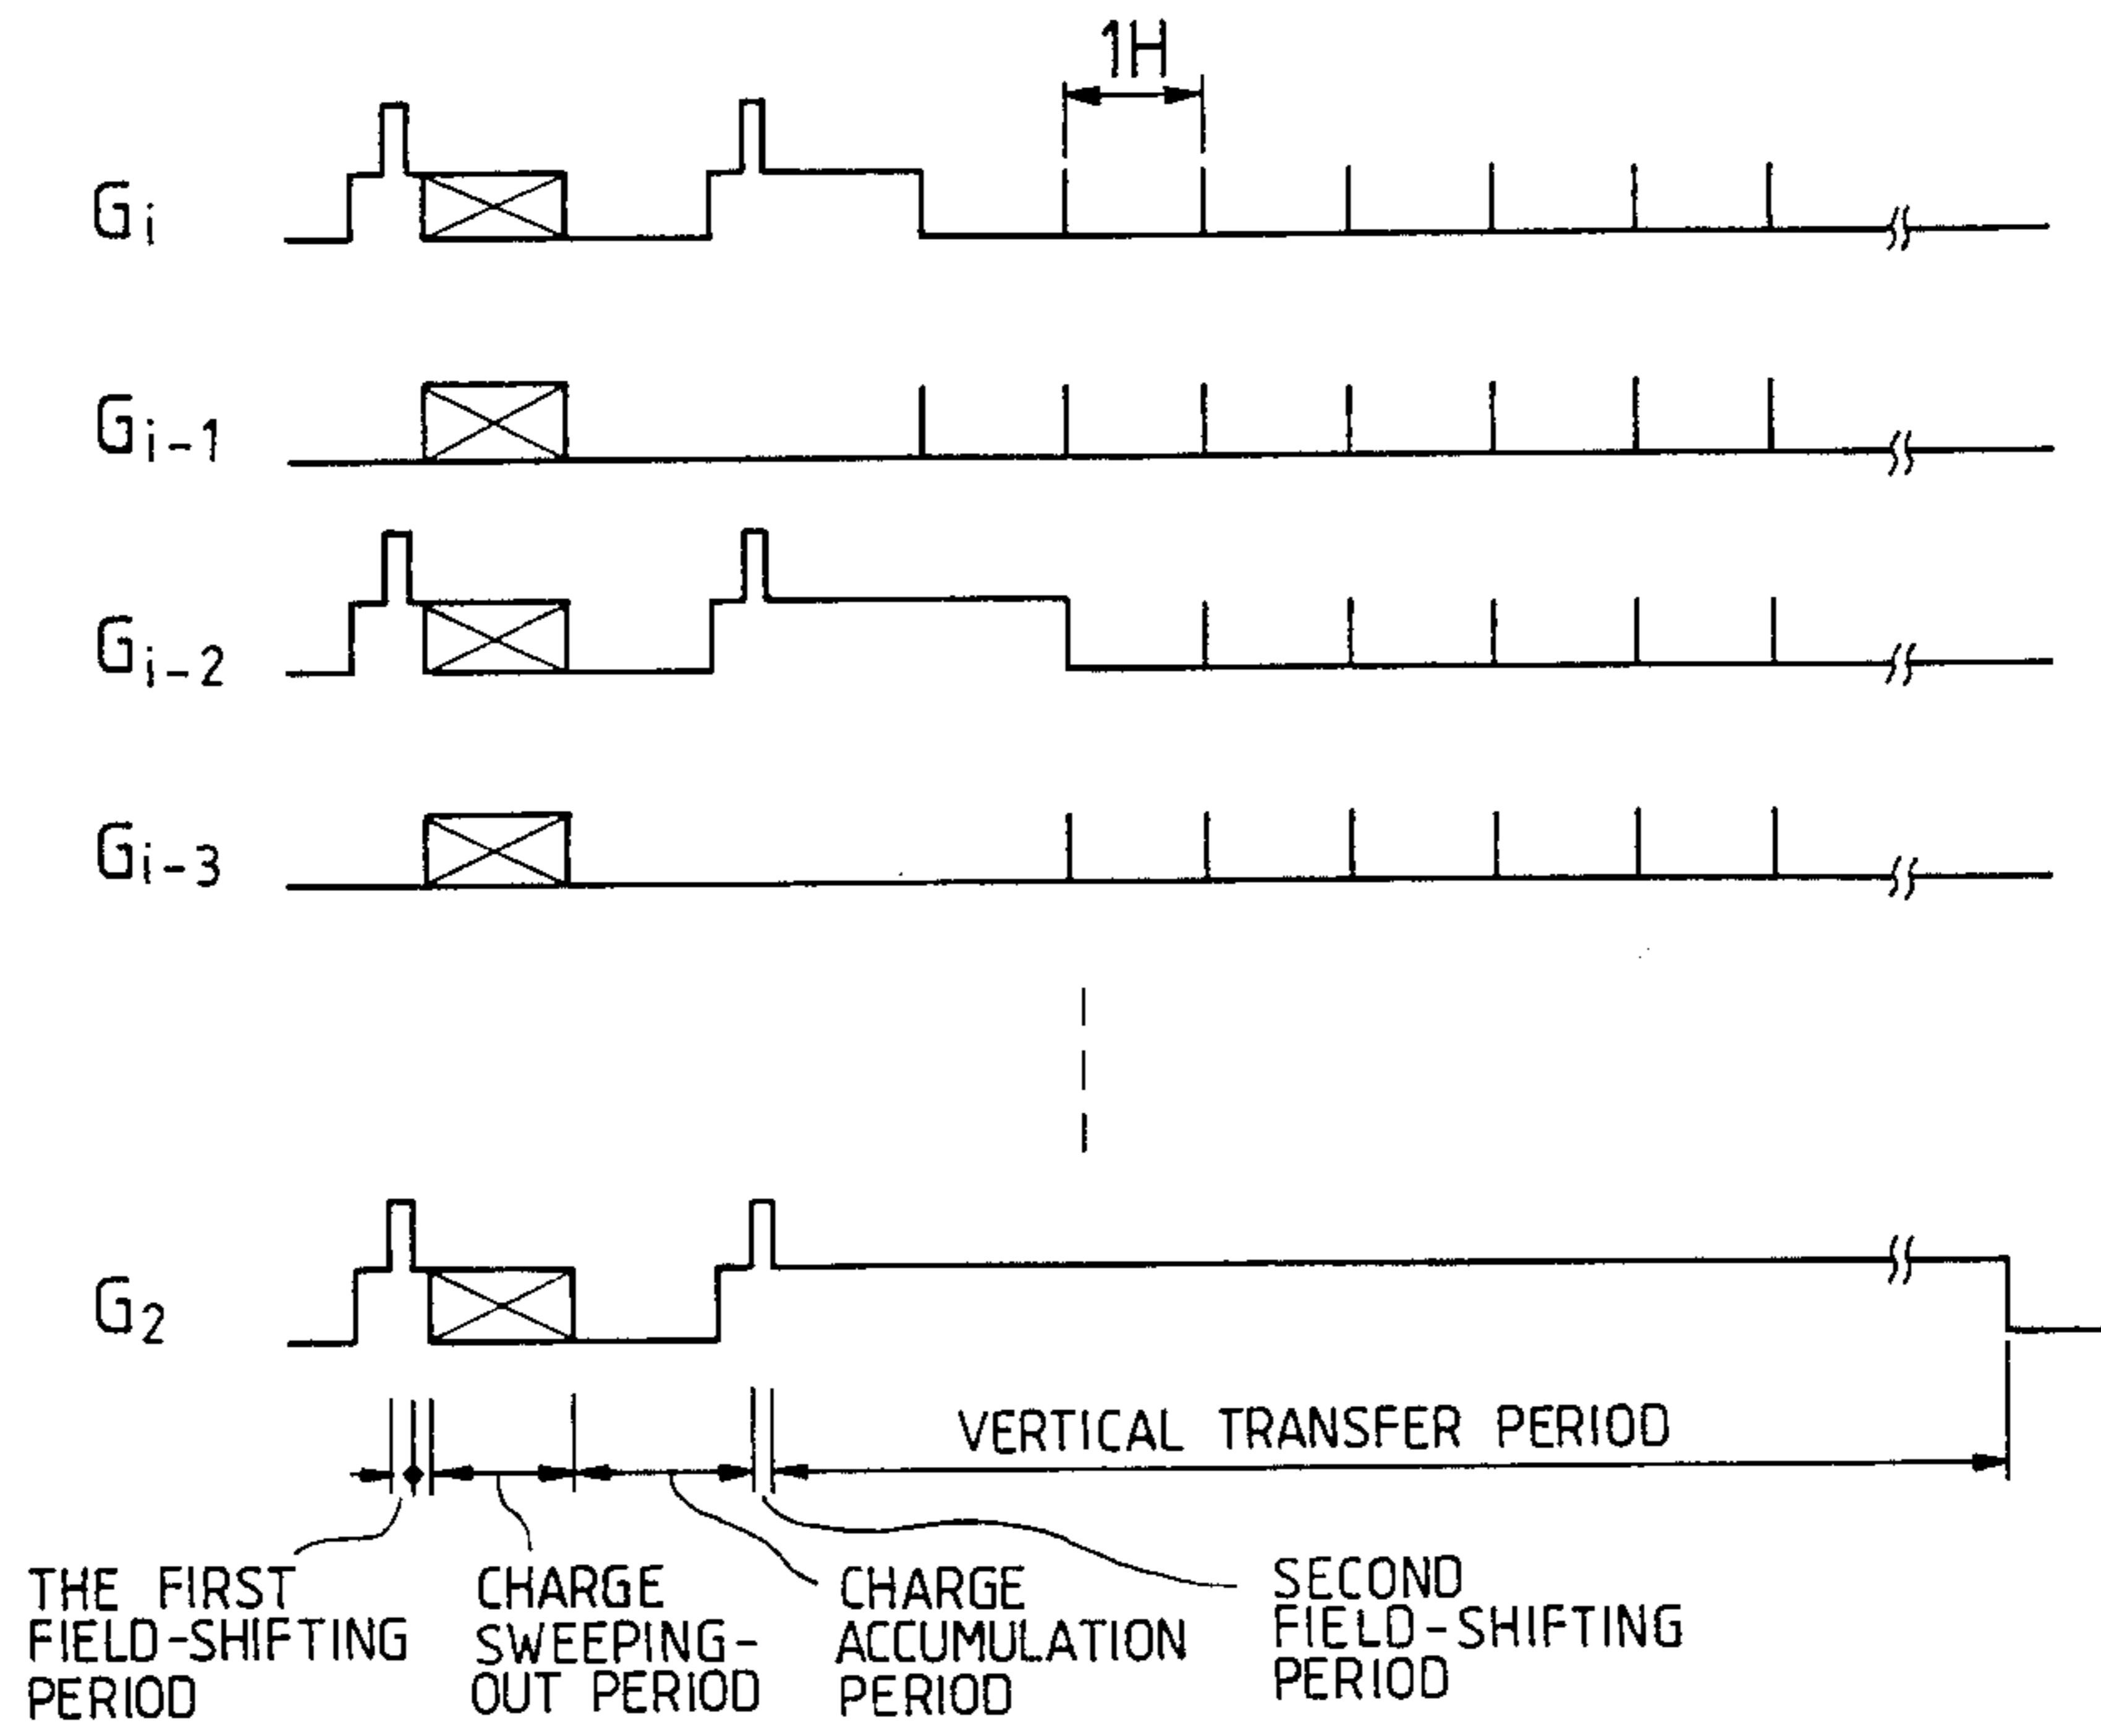 1H
Gi
Gi-1
Gi-2
Gi-3
G2
VERTICAL TRANSFER PERIOD
THE FIRST
FIELD-SHIFTING
PERIOD
CHARGE
SWEEPING-
OUT PERIOD
CHARGE
ACCUMULATION
PERIOD
SECOND
FIELD-SHIFTING
PERIOD